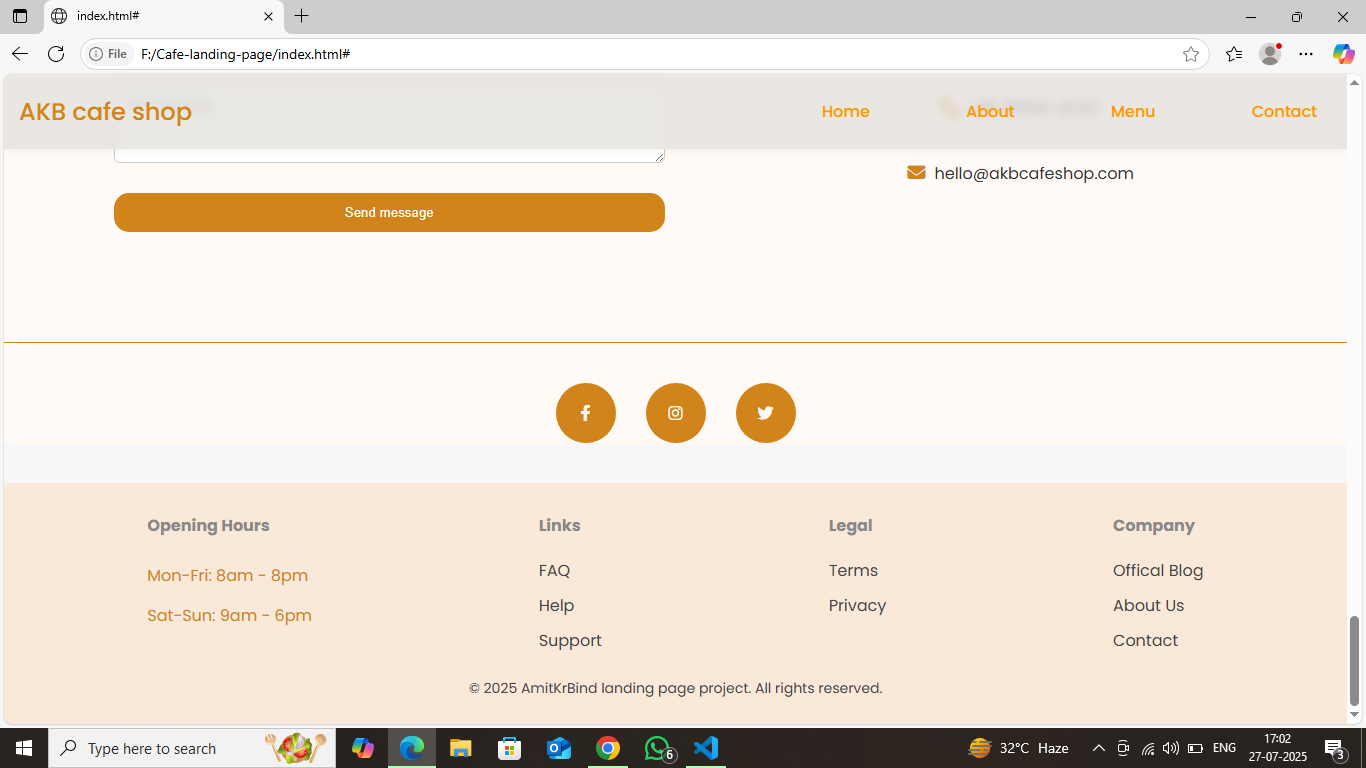 index.html#
File F:/Cafe-landing-page/index.html#
AKB cafe shop Home About Menu Contact
hello@akbcafeshop.com
Send message
Opening Hours Links Legal Company
Mon-Fri: 8am - 8pm FAQ Terms Offical Blog
Sat-Sun: 9am - 6pm Help Privacy About Us
Support Contact
© 2025 AmitKrBind landing page project. All rights reserved.
Type here to search 6 32°C Haze ENG 17:02
27-07-2025 3